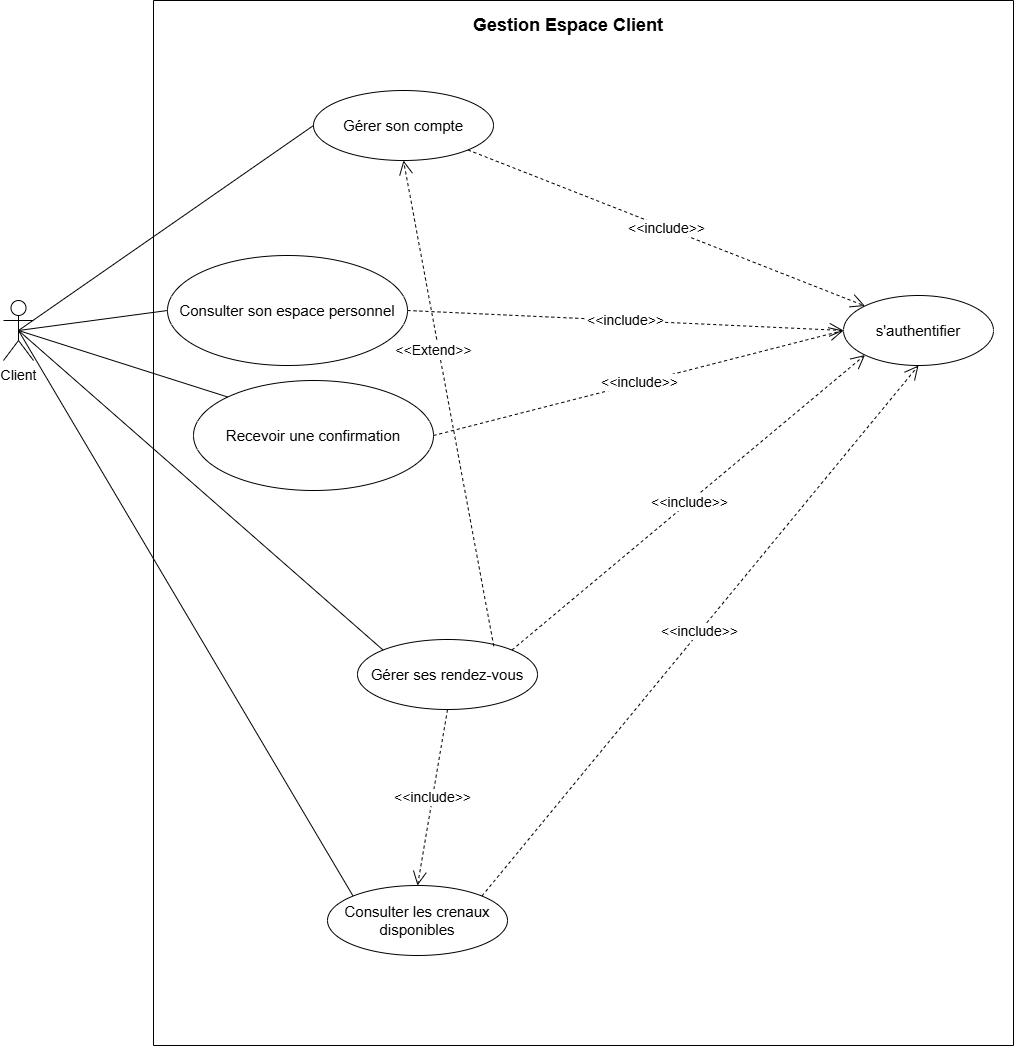 Gestion Espace Client
Gérer son compte
<<include>>
Consulter son espace personnel
<<include>>
s'authentifier
<<Extend>>
Client
<<include>>
Recevoir une confirmation
<<include>>
<<include>>
Gérer ses rendez-vous
<<include>>
Consulter les crenaux
disponibles